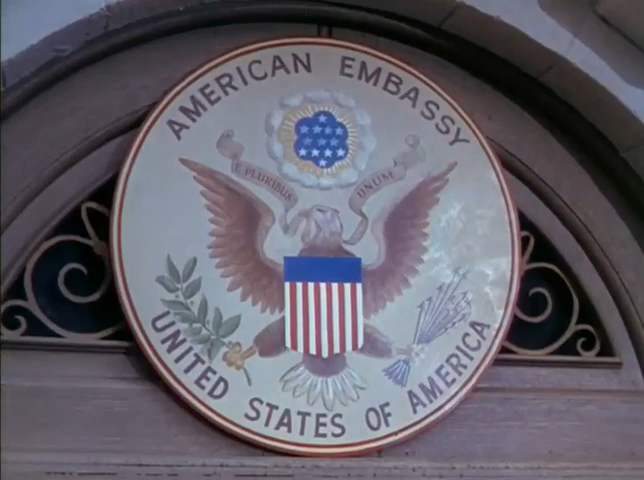 AMERICAN EMBASSY
E PLURIBUS UNUM
UNITED STATES OF AMERICA